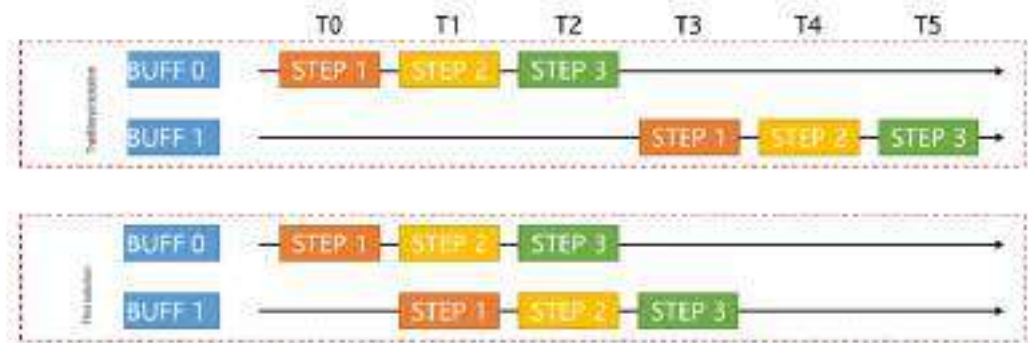 T0 T1 T2 T3 T4 T5
BUFF 0 STEP 1 STEP 2 STEP 3
BUFF 1 STEP 1 STEP 2 STEP 3
BUFF 0 STEP 1 STEP 2 STEP 3
BUFF 1 STEP 1 STEP 2 STEP 3